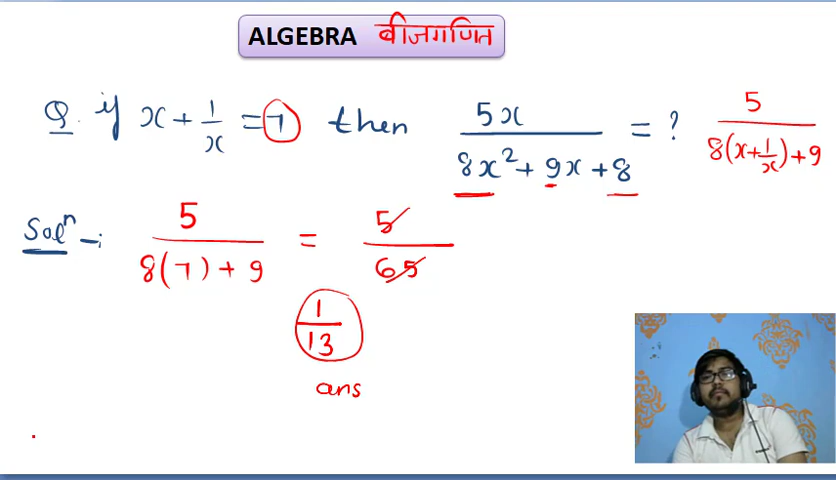 ALGEBRA बीजगणित
Q. if x + 1/x = 7 then 5x / (8x² + 9x + 8) = ? 5 / (8(x + 1/x) + 9)
Solⁿ -: 5 / (8(7) + 9) = 5 / 65
1/13
ans